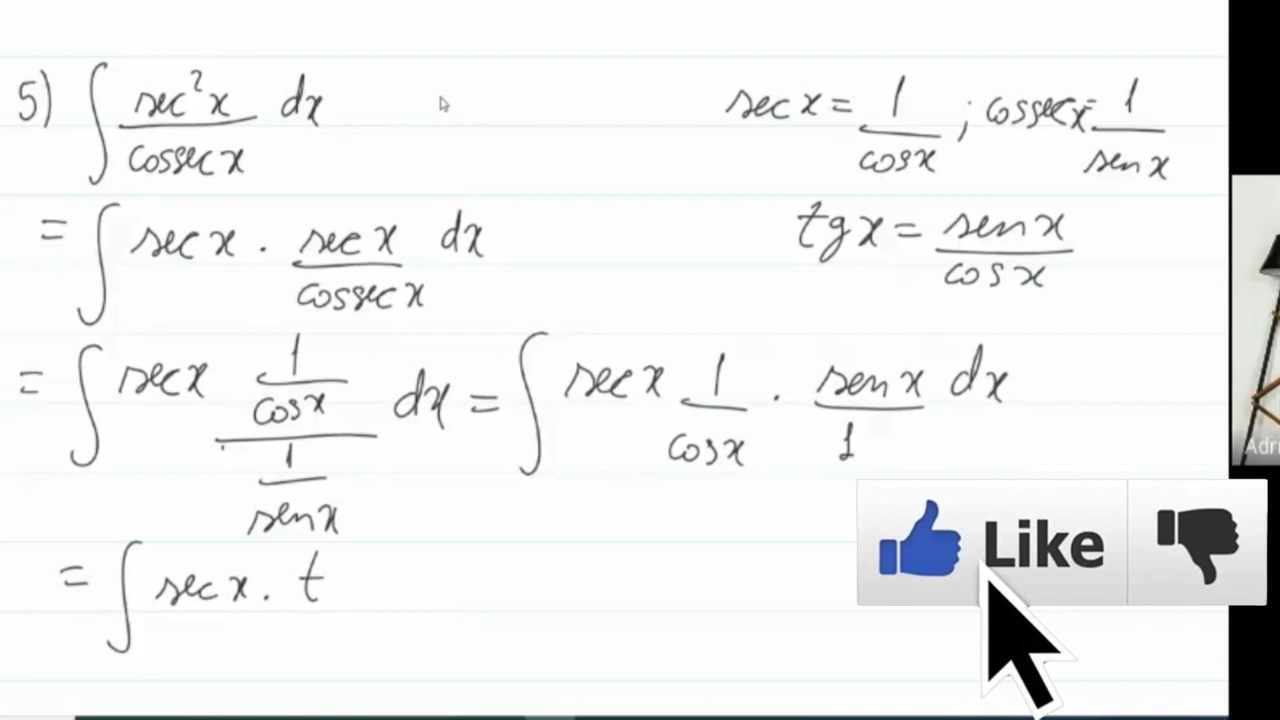 5) ∫ sec²x / cossec x dx
sec x = 1 / cos x ; cossec x = 1 / sen x
= ∫ sec x · sec x / cossec x dx
tg x = sen x / cos x
= ∫ sec x (1 / cos x) / (1 / sen x) dx = ∫ sec x 1 / cos x · sen x / 1 dx
= ∫ sec x · t
Like
Adri